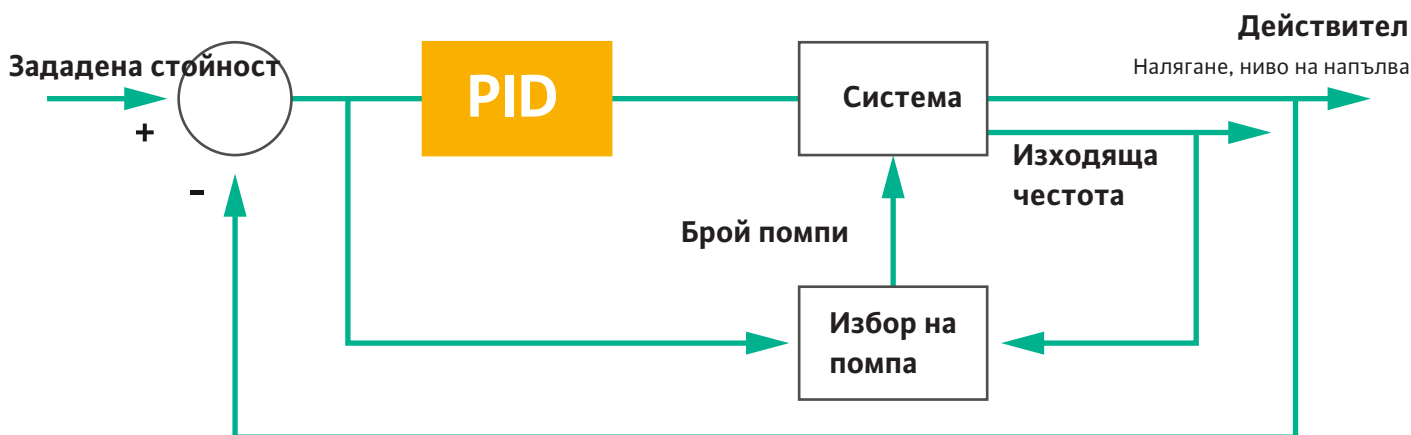 Действител
Зададена стойност
Налягане, ниво на напълва
PID
Система
+
-
Изходяща
честота
Брой помпи
Избор на
помпа